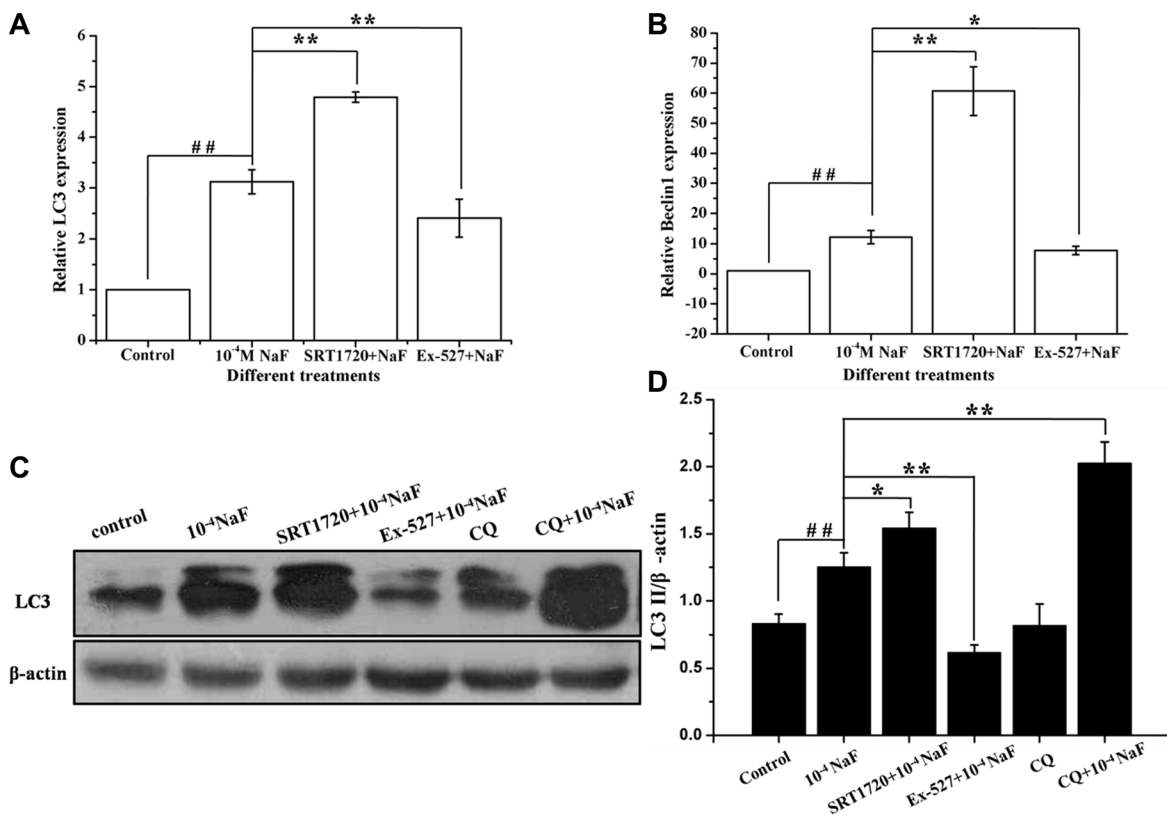 A
Relative LC3 expression
6
5
4
3
2
1
0
**
**
##
Control
10⁻⁴M NaF
SRT1720+NaF
Ex-527+NaF
Different treatments
B
Relative Beclin1 expression
80
70
60
50
40
30
20
10
0
-10
-20
*
**
##
Control
10⁻⁴M NaF
SRT1720+NaF
Ex-527+NaF
Different treatments
C
control
10⁻⁴NaF
SRT1720+10⁻⁴NaF
Ex-527+10⁻⁴NaF
CQ
CQ+10⁻⁴NaF
LC3
β-actin
D
LC3 II/β -actin
2.5
2.0
1.5
1.0
0.5
0.0
**
**
*
##
Control
10⁻⁴NaF
SRT1720+10⁻⁴NaF
Ex-527+10⁻⁴NaF
CQ
CQ+10⁻⁴NaF